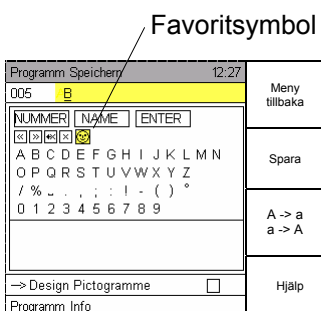 Favoritsymbol
Programm Speichern 12:27
005 B
NUMMER NAME ENTER
« »
A B C D E F G H I J K L M N
O P Q R S T U V W X Y Z
/ % _ . , ; : ! - ( ) °
0 1 2 3 4 5 6 7 8 9
--> Design Pictogramme
Programm Info
Meny
tillbaka
Spara
A -> a
a -> A
Hjälp